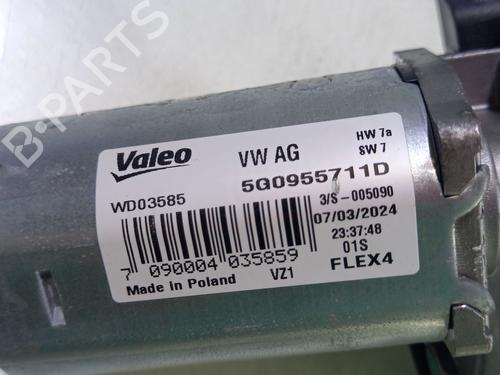 B-PARTS
Valeo
VW AG
HW 7a
SW 7
5G0955711D
WD03585
3/S-005090
07/03/2024
23:37:48
01S
7 090004 035859
VZ1
FLEX4
Made in Poland